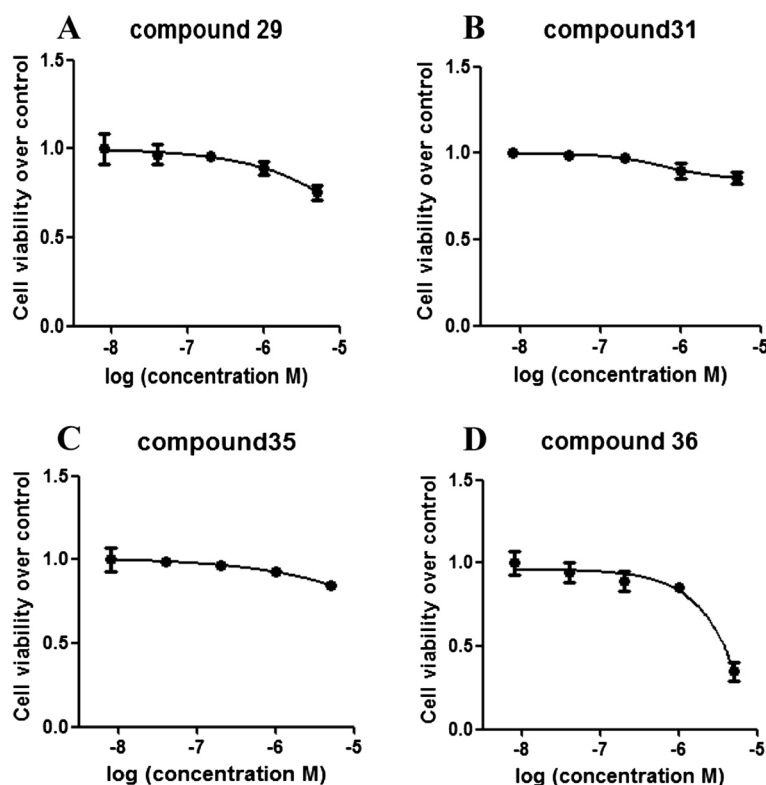 A
compound 29
Cell viability over control
1.5
1.0
0.5
0.0
-8 -7 -6 -5
log (concentration M)
B
compound31
Cell viability over control
1.5
1.0
0.5
0.0
-8 -7 -6 -5
log (concentration M)
C
compound35
Cell viability over control
1.5
1.0
0.5
0.0
-8 -7 -6 -5
log (concentration M)
D
compound 36
Cell viability over control
1.5
1.0
0.5
0.0
-8 -7 -6 -5
log (concentration M)